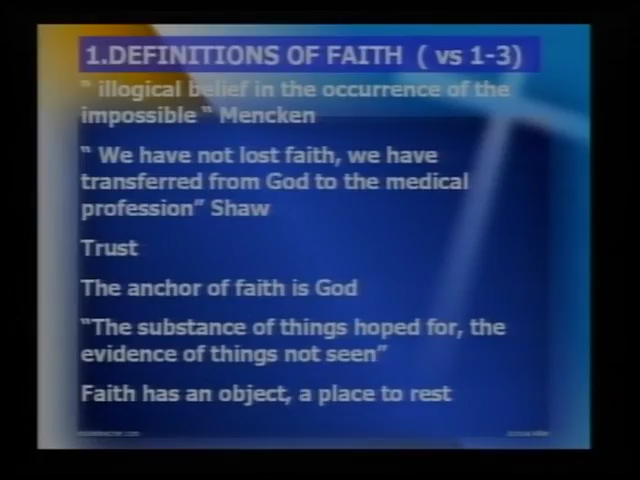 1.DEFINITIONS OF FAITH ( vs 1-3)
" illogical belief in the occurrence of the
impossible " Mencken
" We have not lost faith, we have
transferred from God to the medical
profession" Shaw
Trust
The anchor of faith is God
"The substance of things hoped for, the
evidence of things not seen"
Faith has an object, a place to rest